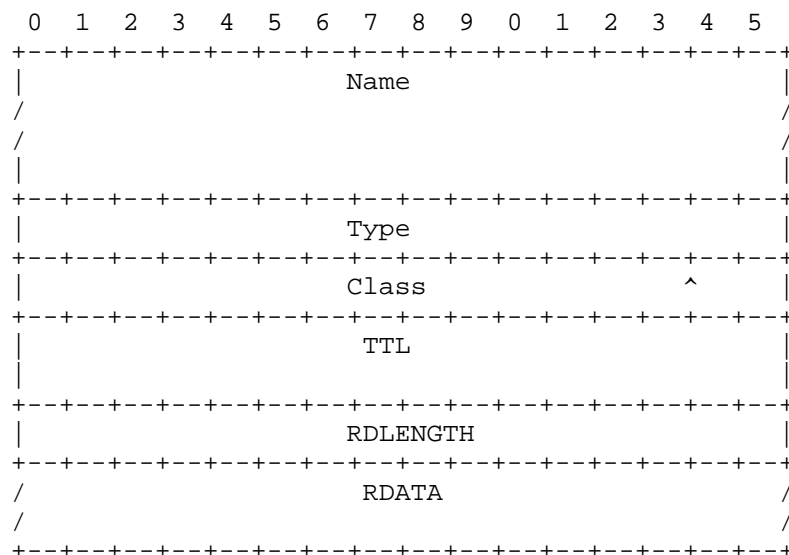 0 1 2 3 4 5 6 7 8 9 0 1 2 3 4 5
+--+--+--+--+--+--+--+--+--+--+--+--+--+--+--+--+
| Name |
/ /
/ /
| |
+--+--+--+--+--+--+--+--+--+--+--+--+--+--+--+--+
| Type |
+--+--+--+--+--+--+--+--+--+--+--+--+--+--+--+--+
| Class ^ |
+--+--+--+--+--+--+--+--+--+--+--+--+--+--+--+--+
| TTL |
| |
+--+--+--+--+--+--+--+--+--+--+--+--+--+--+--+--+
| RDLENGTH |
+--+--+--+--+--+--+--+--+--+--+--+--+--+--+--+--+
/ RDATA /
/ /
+--+--+--+--+--+--+--+--+--+--+--+--+--+--+--+--+